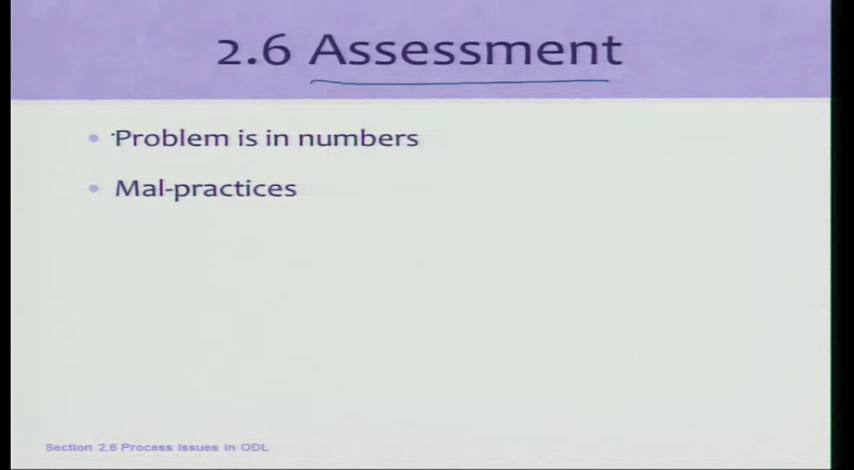 2.6 Assessment
Problem is in numbers
Mal-practices
Section 2.6 Process Issues in ODL